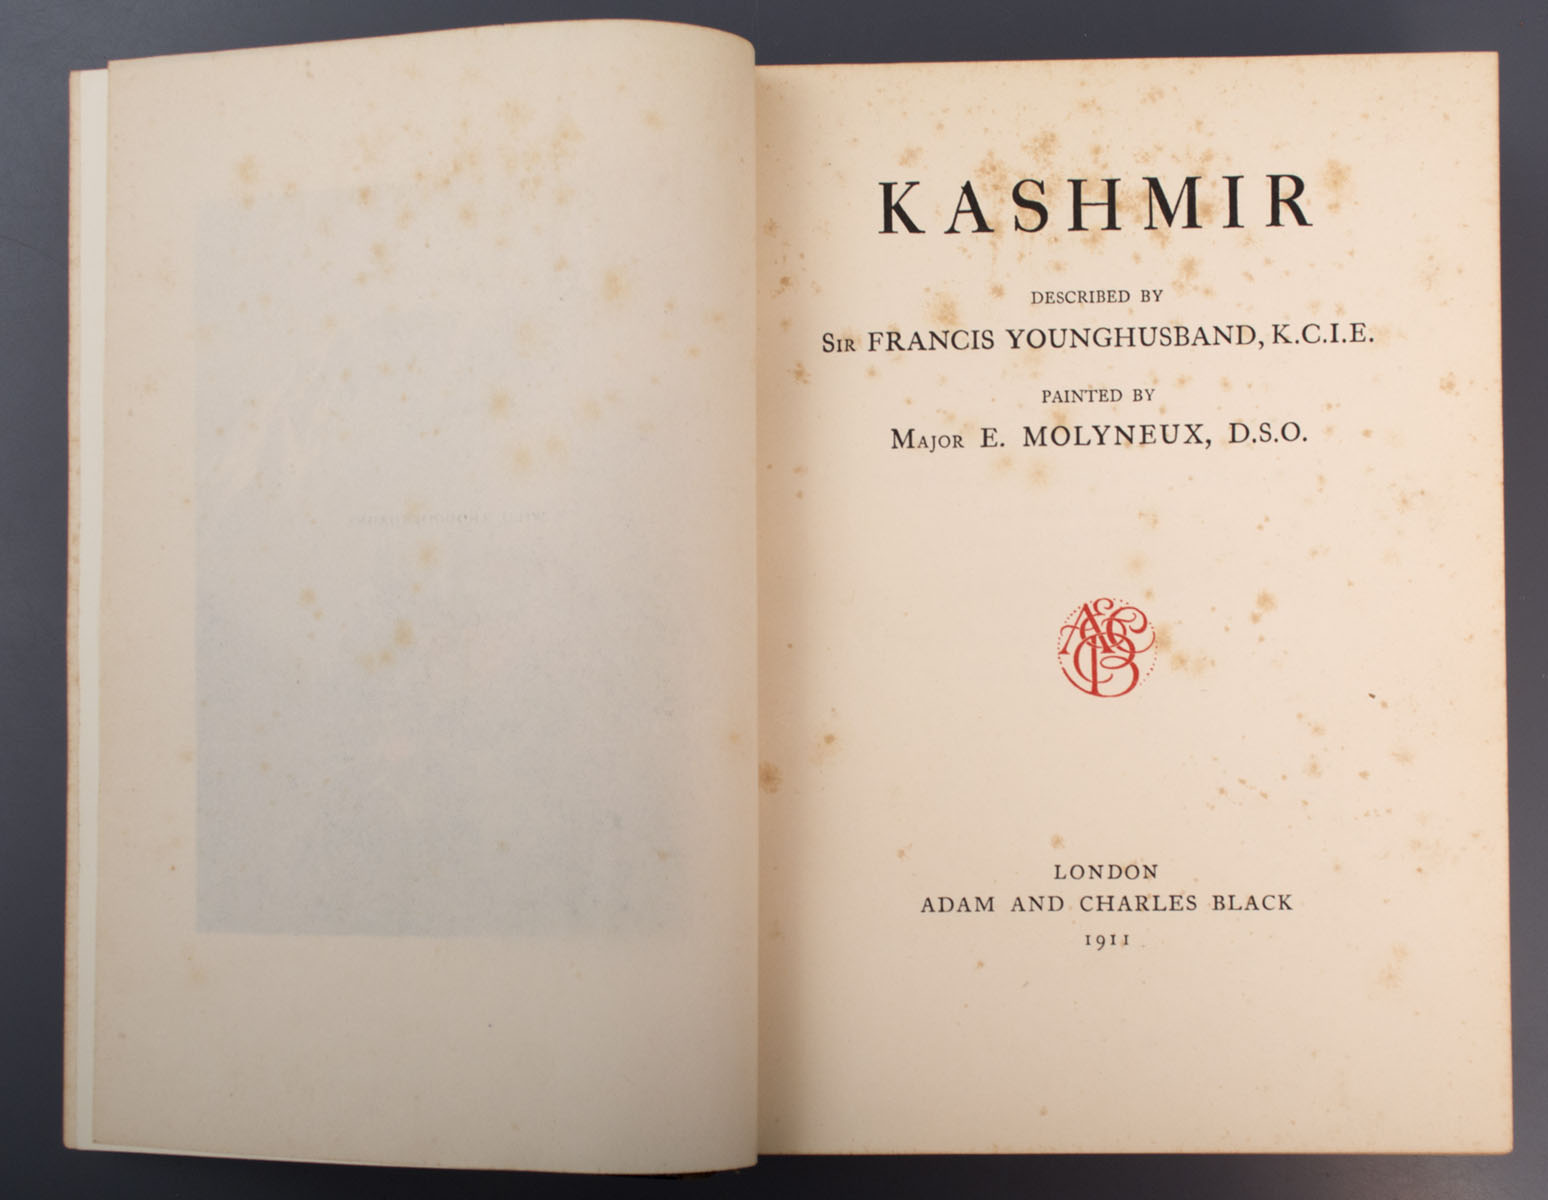 KASHMIR
DESCRIBED BY
Sir FRANCIS YOUNGHUSBAND, K.C.I.E.
PAINTED BY
Major E. MOLYNEUX, D.S.O.
LONDON
ADAM AND CHARLES BLACK
1911